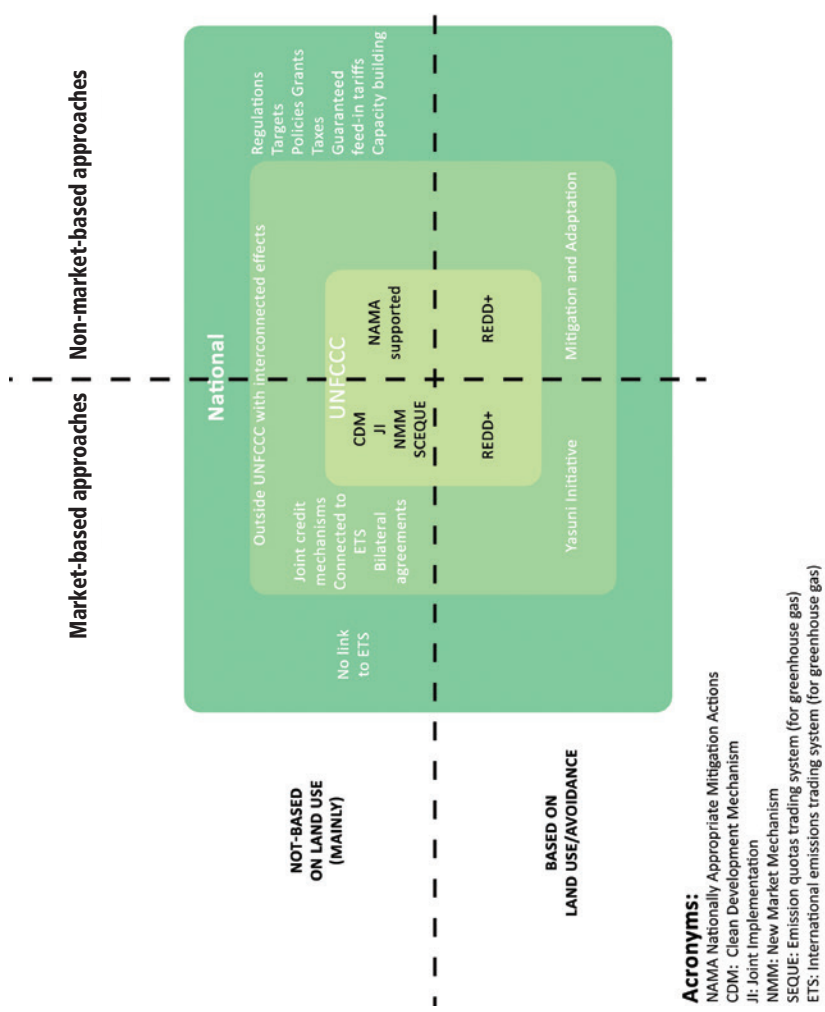 Market-based approaches
Non-market-based approaches
National
Outside UNFCCC with interconnected effects
UNFCCC
NOT-BASED
ON LAND USE
(MAINLY)
No link
to ETS
Joint credit
mechanisms
Connected to
ETS
Bilateral
agreements
CDM
JI
NMM
SCEQUE
NAMA
supported
Regulations
Targets
Policies Grants
Taxes
Guaranteed
feed-in tariffs
Capacity building
BASED ON
LAND USE/AVOIDANCE
REDD+
REDD+
Yasuni Initiative
Mitigation and Adaptation
Acronyms:
NAMA Nationally Appropriate Mitigation Actions
CDM: Clean Development Mechanism
JI: Joint Implementation
NMM: New Market Mechanism
SEQUE: Emission quotas trading system (for greenhouse gas)
ETS: International emissions trading system (for greenhouse gas)